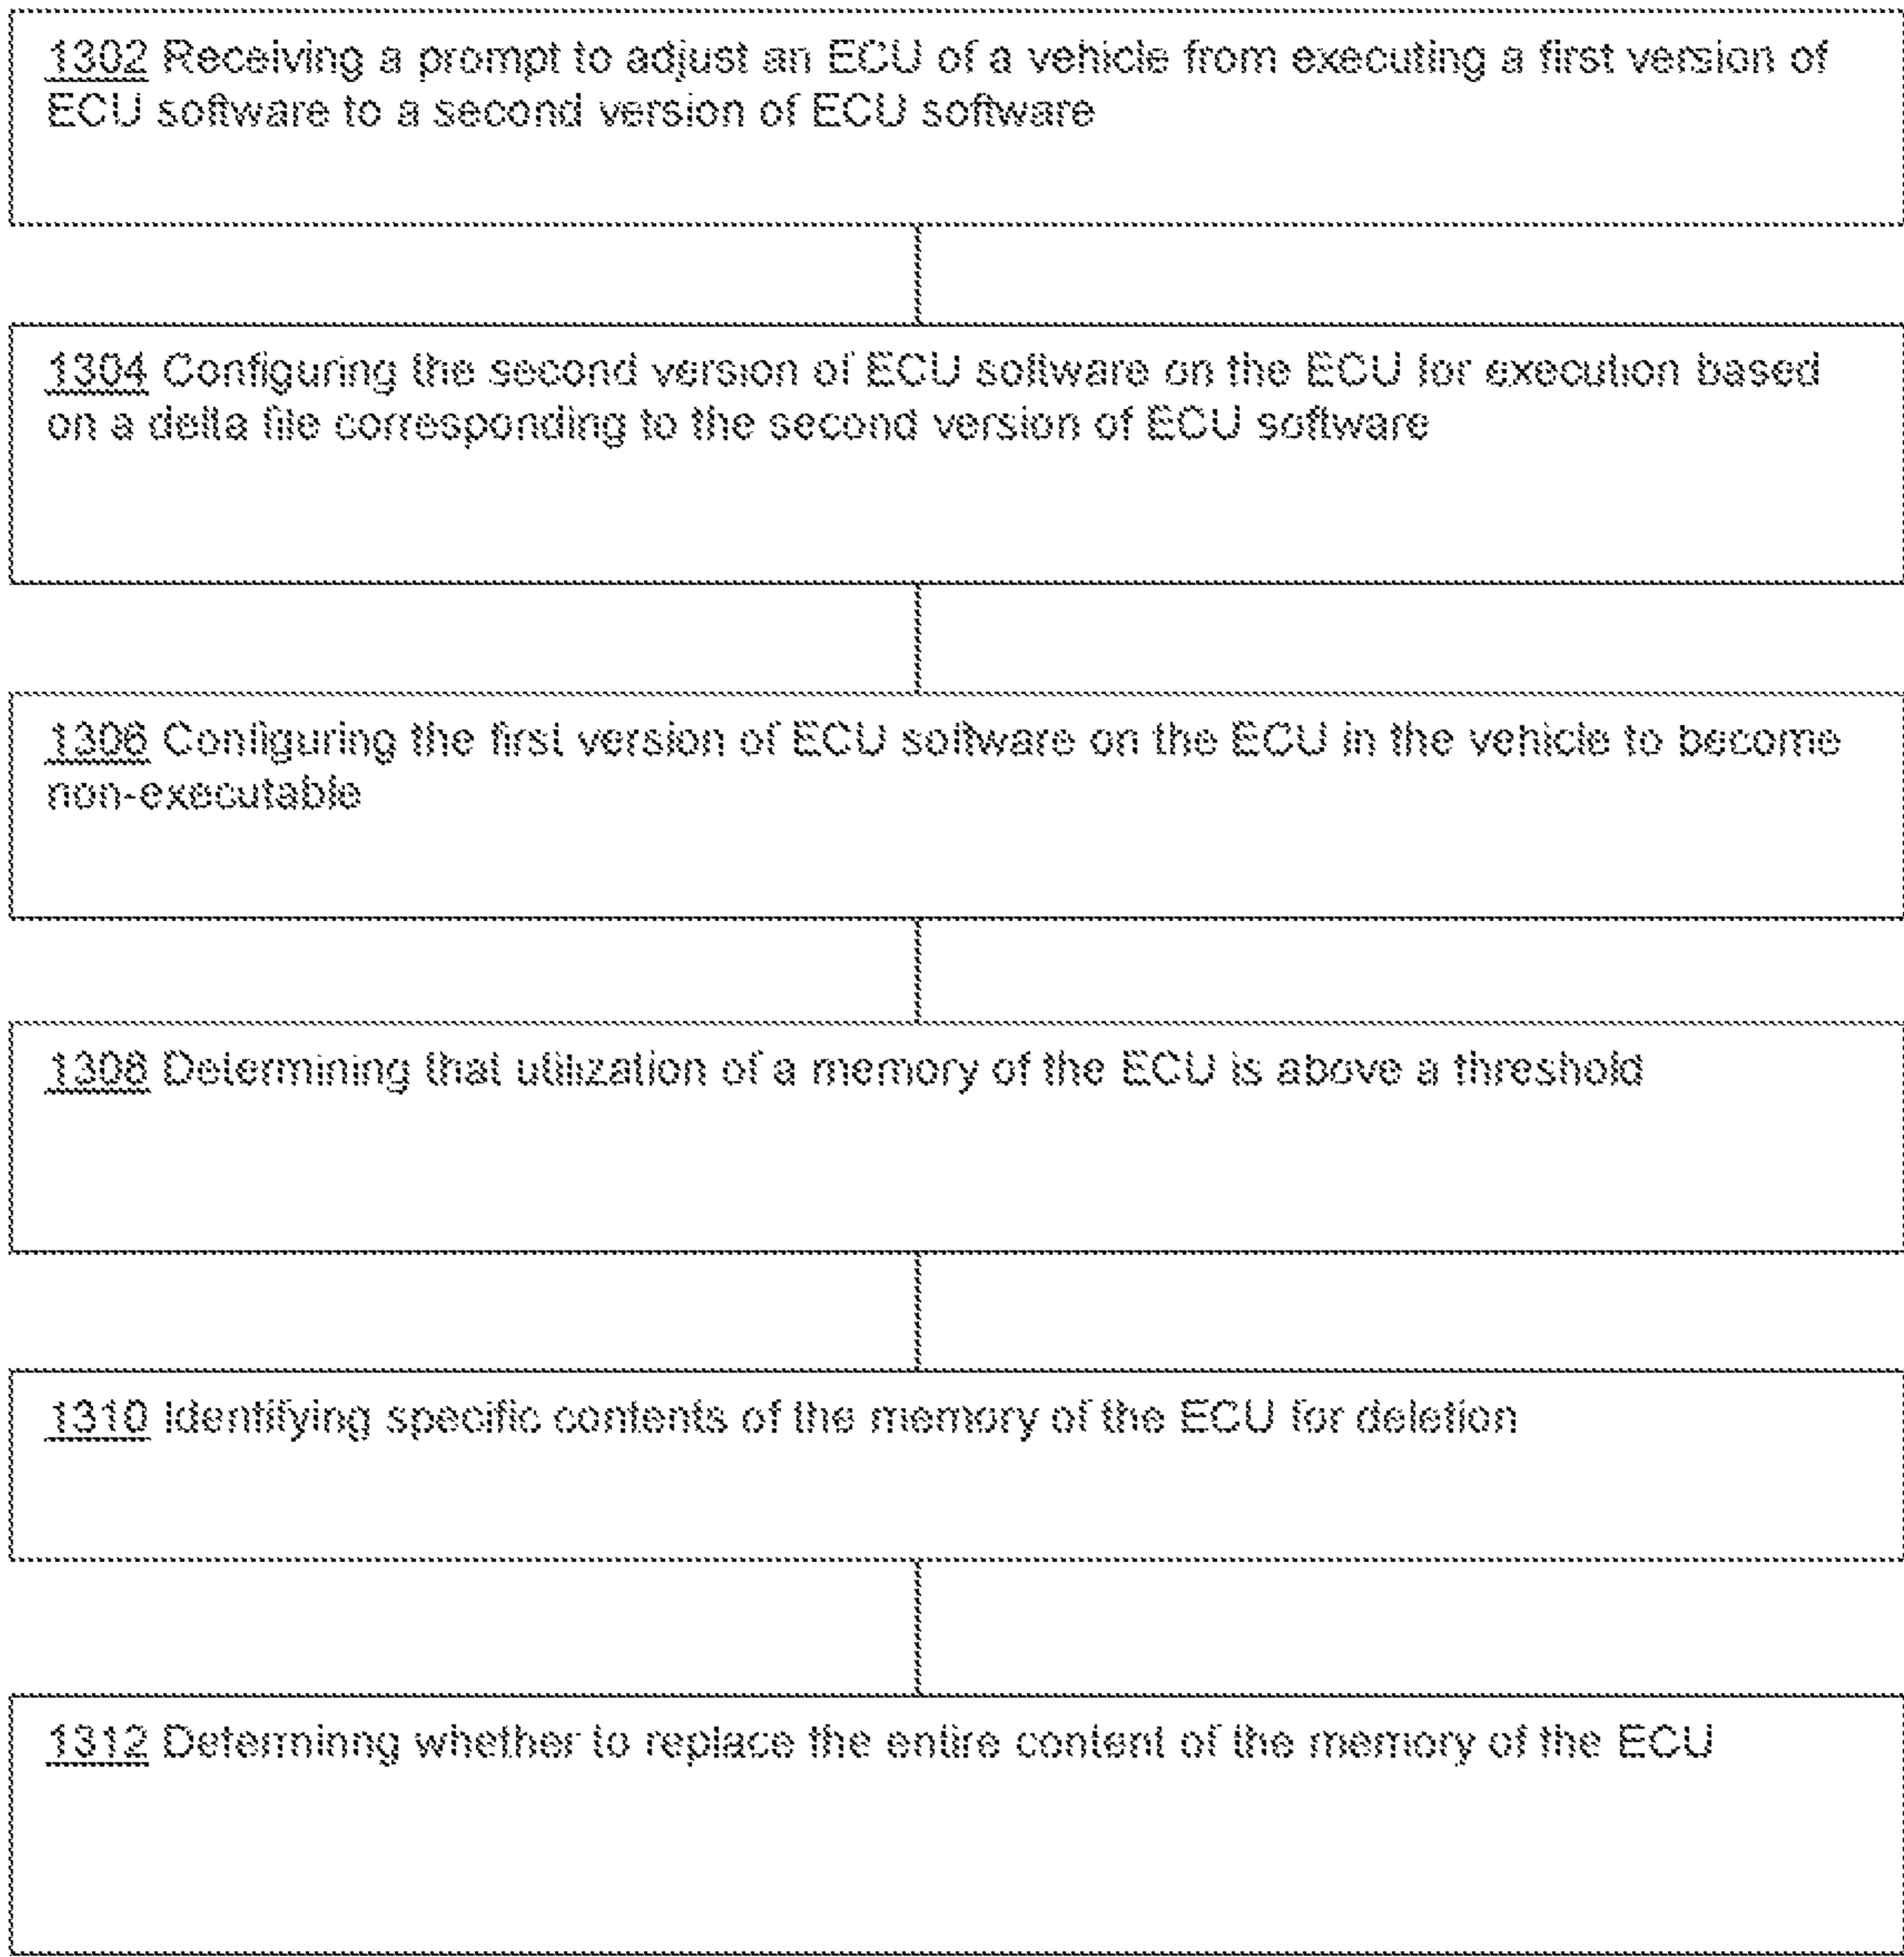 1302 Receiving a prompt to adjust an ECU of a vehicle from executing a first version of
ECU software to a second version of ECU software
1304 Configuring the second version of ECU software on the ECU for execution based
on a delta file corresponding to the second version of ECU software
1306 Configuring the first version of ECU software on the ECU in the vehicle to become
non-executable
1308 Determining that utilization of a memory of the ECU is above a threshold
1310 Identifying specific contents of the memory of the ECU for deletion
1312 Determinng whether to replace the entire content of the memory of the ECU